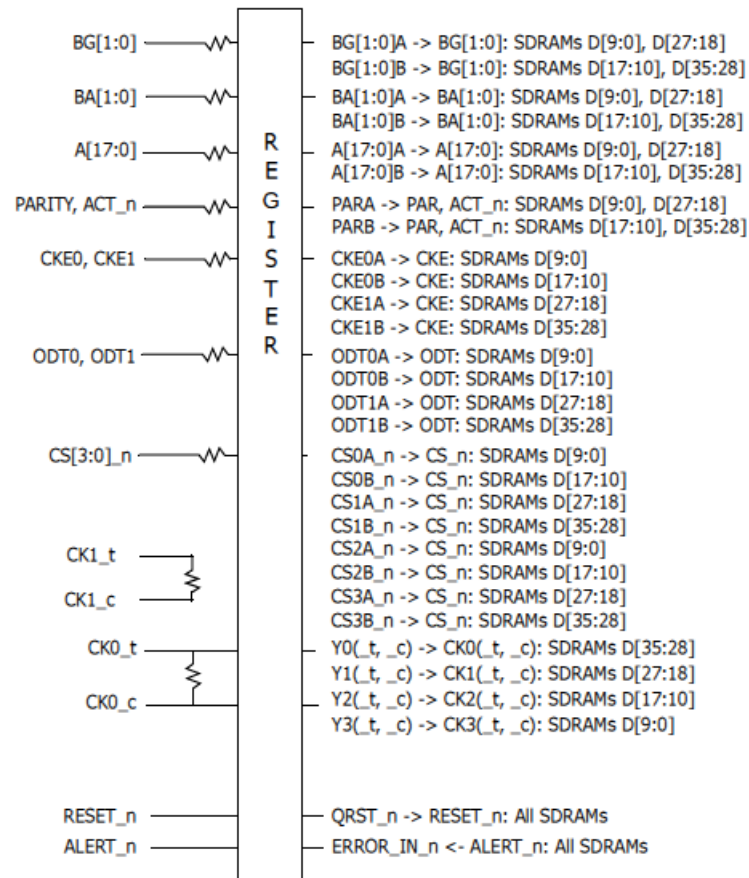 BG[1:0]
BG[1:0]A -> BG[1:0]: SDRAMs D[9:0], D[27:18]
BG[1:0]B -> BG[1:0]: SDRAMs D[17:10], D[35:28]
BA[1:0]
BA[1:0]A -> BA[1:0]: SDRAMs D[9:0], D[27:18]
BA[1:0]B -> BA[1:0]: SDRAMs D[17:10], D[35:28]
A[17:0]
A[17:0]A -> A[17:0]: SDRAMs D[9:0], D[27:18]
A[17:0]B -> A[17:0]: SDRAMs D[17:10], D[35:28]
PARITY, ACT_n
PARA -> PAR, ACT_n: SDRAMs D[9:0], D[27:18]
PARB -> PAR, ACT_n: SDRAMs D[17:10], D[35:28]
CKE0, CKE1
CKE0A -> CKE: SDRAMs D[9:0]
CKE0B -> CKE: SDRAMs D[17:10]
CKE1A -> CKE: SDRAMs D[27:18]
CKE1B -> CKE: SDRAMs D[35:28]
REGISTER
ODT0, ODT1
ODT0A -> ODT: SDRAMs D[9:0]
ODT0B -> ODT: SDRAMs D[17:10]
ODT1A -> ODT: SDRAMs D[27:18]
ODT1B -> ODT: SDRAMs D[35:28]
CS[3:0]_n
CS0A_n -> CS_n: SDRAMs D[9:0]
CS0B_n -> CS_n: SDRAMs D[17:10]
CS1A_n -> CS_n: SDRAMs D[27:18]
CS1B_n -> CS_n: SDRAMs D[35:28]
CS2A_n -> CS_n: SDRAMs D[9:0]
CS2B_n -> CS_n: SDRAMs D[17:10]
CS3A_n -> CS_n: SDRAMs D[27:18]
CS3B_n -> CS_n: SDRAMs D[35:28]
CK1_t
CK1_c
CK0_t
CK0_c
Y0(_t, _c) -> CK0(_t, _c): SDRAMs D[35:28]
Y1(_t, _c) -> CK1(_t, _c): SDRAMs D[27:18]
Y2(_t, _c) -> CK2(_t, _c): SDRAMs D[17:10]
Y3(_t, _c) -> CK3(_t, _c): SDRAMs D[9:0]
RESET_n
QRST_n -> RESET_n: All SDRAMs
ALERT_n
ERROR_IN_n <- ALERT_n: All SDRAMs